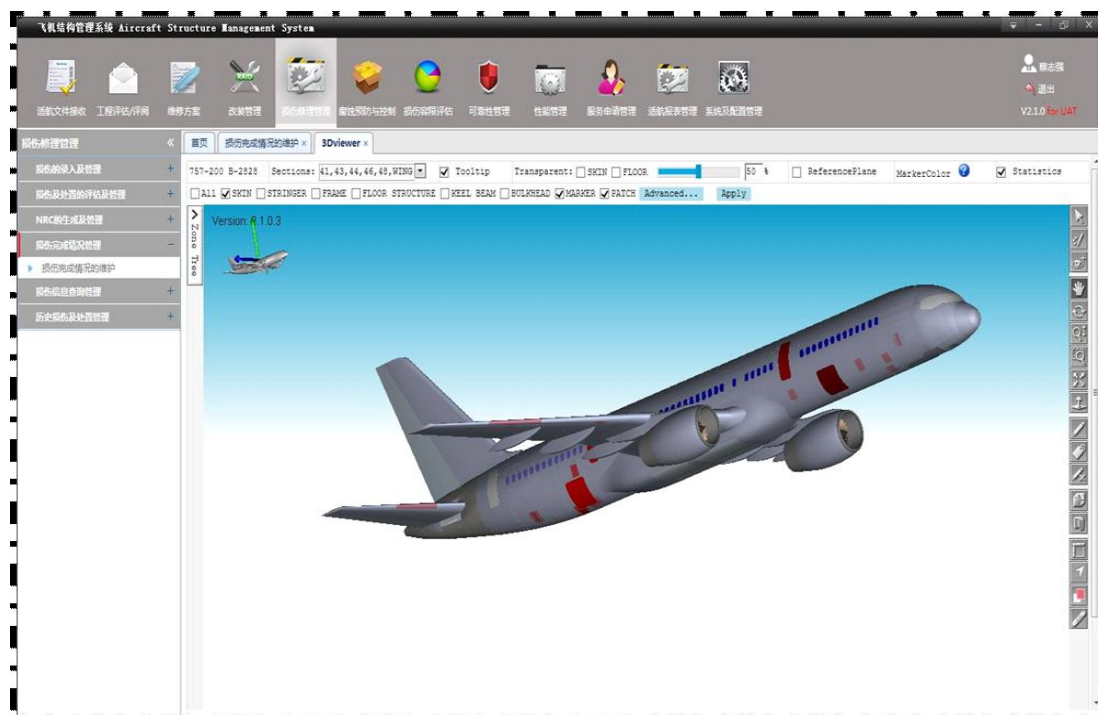 飞机结构管理系统 Aircraft Structure Management System
适航文件接收 工程评估/评阅 维修方案 改装管理 损伤修理管理 腐蚀预防与控制 损伤容限评估 可靠性管理 性能管理 服务申请管理 适航报表管理 系统及配置管理
蔡志强
退出
V2.1.0 for UAT
损伤修理管理
首页 损伤完成情况的维护 × 3Dviewer ×
损伤的录入及管理 +
损伤及处置的评估及管理 +
NRC的生成及管理 +
损伤完成情况管理 −
损伤完成情况的维护
损伤信息查询管理 +
历史损伤及处置管理 +
757-200 B-2828 Sections: 41,43,44,46,48,WING Tooltip Transparent: SKIN FLOOR 50 % ReferencePlane MarkerColor ? Statistics
All SKIN STRINGER FRAME FLOOR STRUCTURE KEEL BEAM BULKHEAD MARKER PATCH Advanced... Apply
Zone Tree
Version: .1.0.3